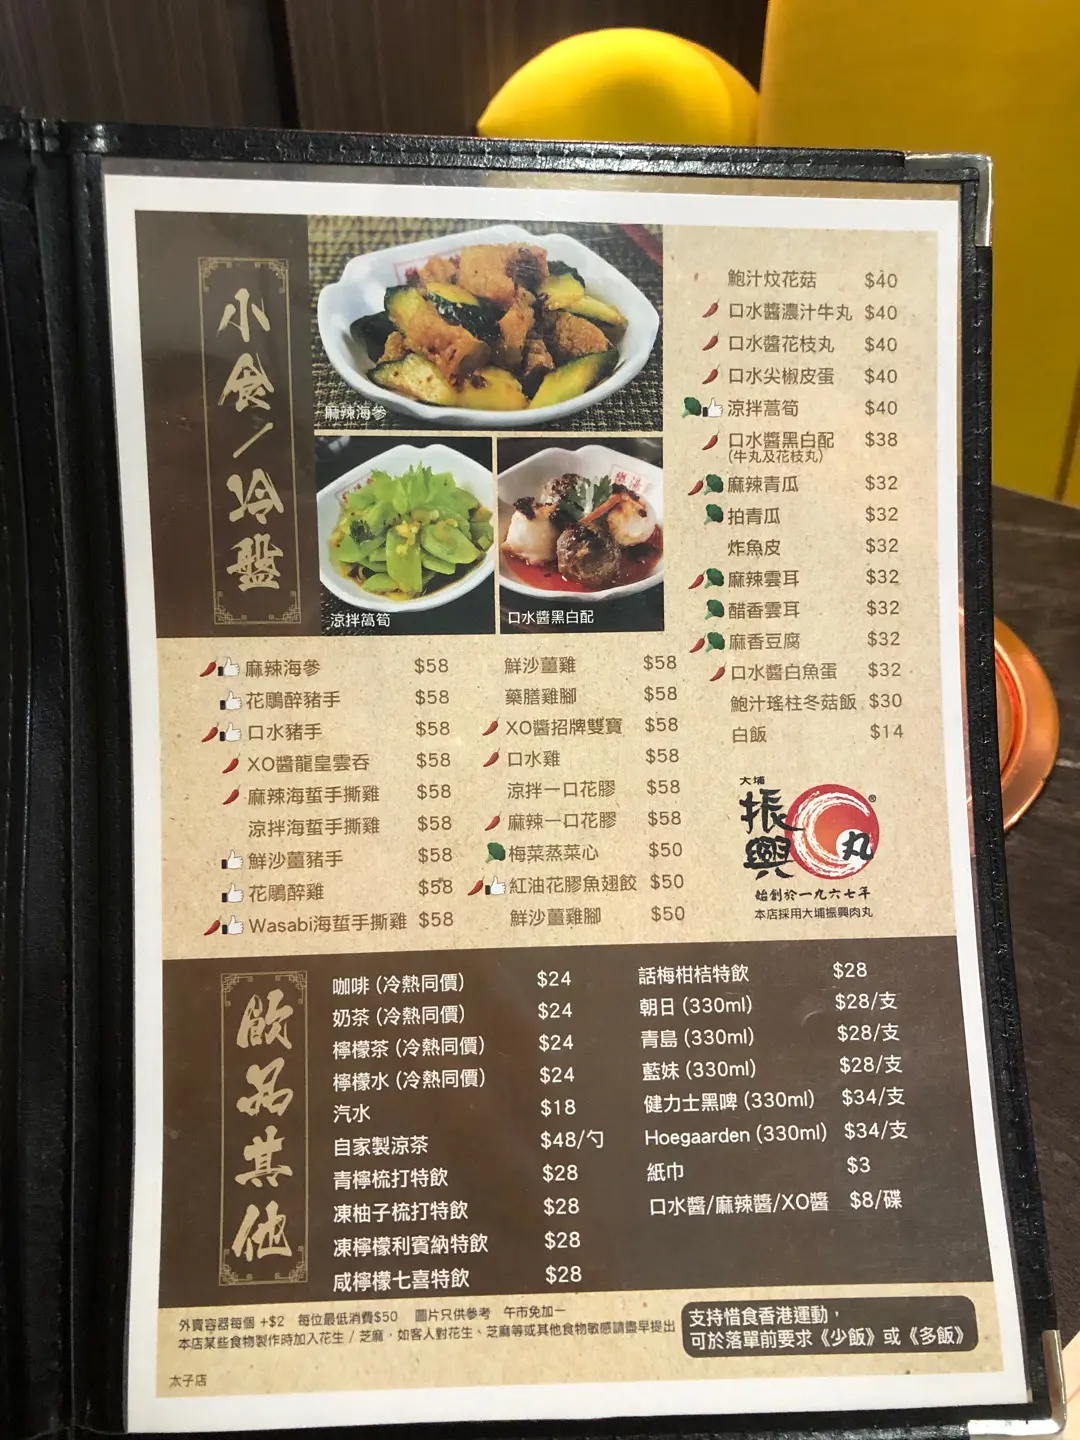 小食／冷盤
麻辣海參
涼拌萵筍
口水醬黑白配
鮑汁炆花菇 $40
口水醬濃汁牛丸 $40
口水醬花枝丸 $40
口水尖椒皮蛋 $40
涼拌萵筍 $40
口水醬黑白配 $38
(牛丸及花枝丸)
麻辣青瓜 $32
拍青瓜 $32
炸魚皮 $32
麻辣雲耳 $32
醋香雲耳 $32
麻香豆腐 $32
口水醬白魚蛋 $32
鮑汁瑤柱冬菇飯 $30
白飯 $14
麻辣海參 $58
花鵰醉豬手 $58
口水豬手 $58
XO醬龍皇雲吞 $58
麻辣海蜇手撕雞 $58
涼拌海蜇手撕雞 $58
鮮沙薑豬手 $58
花鵰醉雞 $58
Wasabi海蜇手撕雞 $58
鮮沙薑雞 $58
藥膳雞腳 $58
XO醬招牌雙寶 $58
口水雞 $58
涼拌一口花膠 $58
麻辣一口花膠 $58
梅菜蒸菜心 $50
紅油花膠魚翅餃 $50
鮮沙薑雞腳 $50
大埔
振興
丸
®
始創於一九六七年
本店採用大埔振興肉丸
飲品其他
咖啡 (冷熱同價) $24
奶茶 (冷熱同價) $24
檸檬茶 (冷熱同價) $24
檸檬水 (冷熱同價) $24
汽水 $18
自家製涼茶 $48/勺
青檸梳打特飲 $28
凍柚子梳打特飲 $28
凍檸檬利賓納特飲 $28
咸檸檬七喜特飲 $28
話梅柑桔特飲 $28
朝日 (330ml) $28/支
青島 (330ml) $28/支
藍妹 (330ml) $28/支
健力士黑啤 (330ml) $34/支
Hoegaarden (330ml) $34/支
紙巾 $3
口水醬/麻辣醬/XO醬 $8/碟
外賣容器每個 +$2 每位最低消費$50 圖片只供參考 午市免加一
本店某些食物製作時加入花生 / 芝麻，如客人對花生、芝麻等或其他食物敏感請盡早提出
支持惜食香港運動，
可於落單前要求《少飯》或《多飯》
太子店